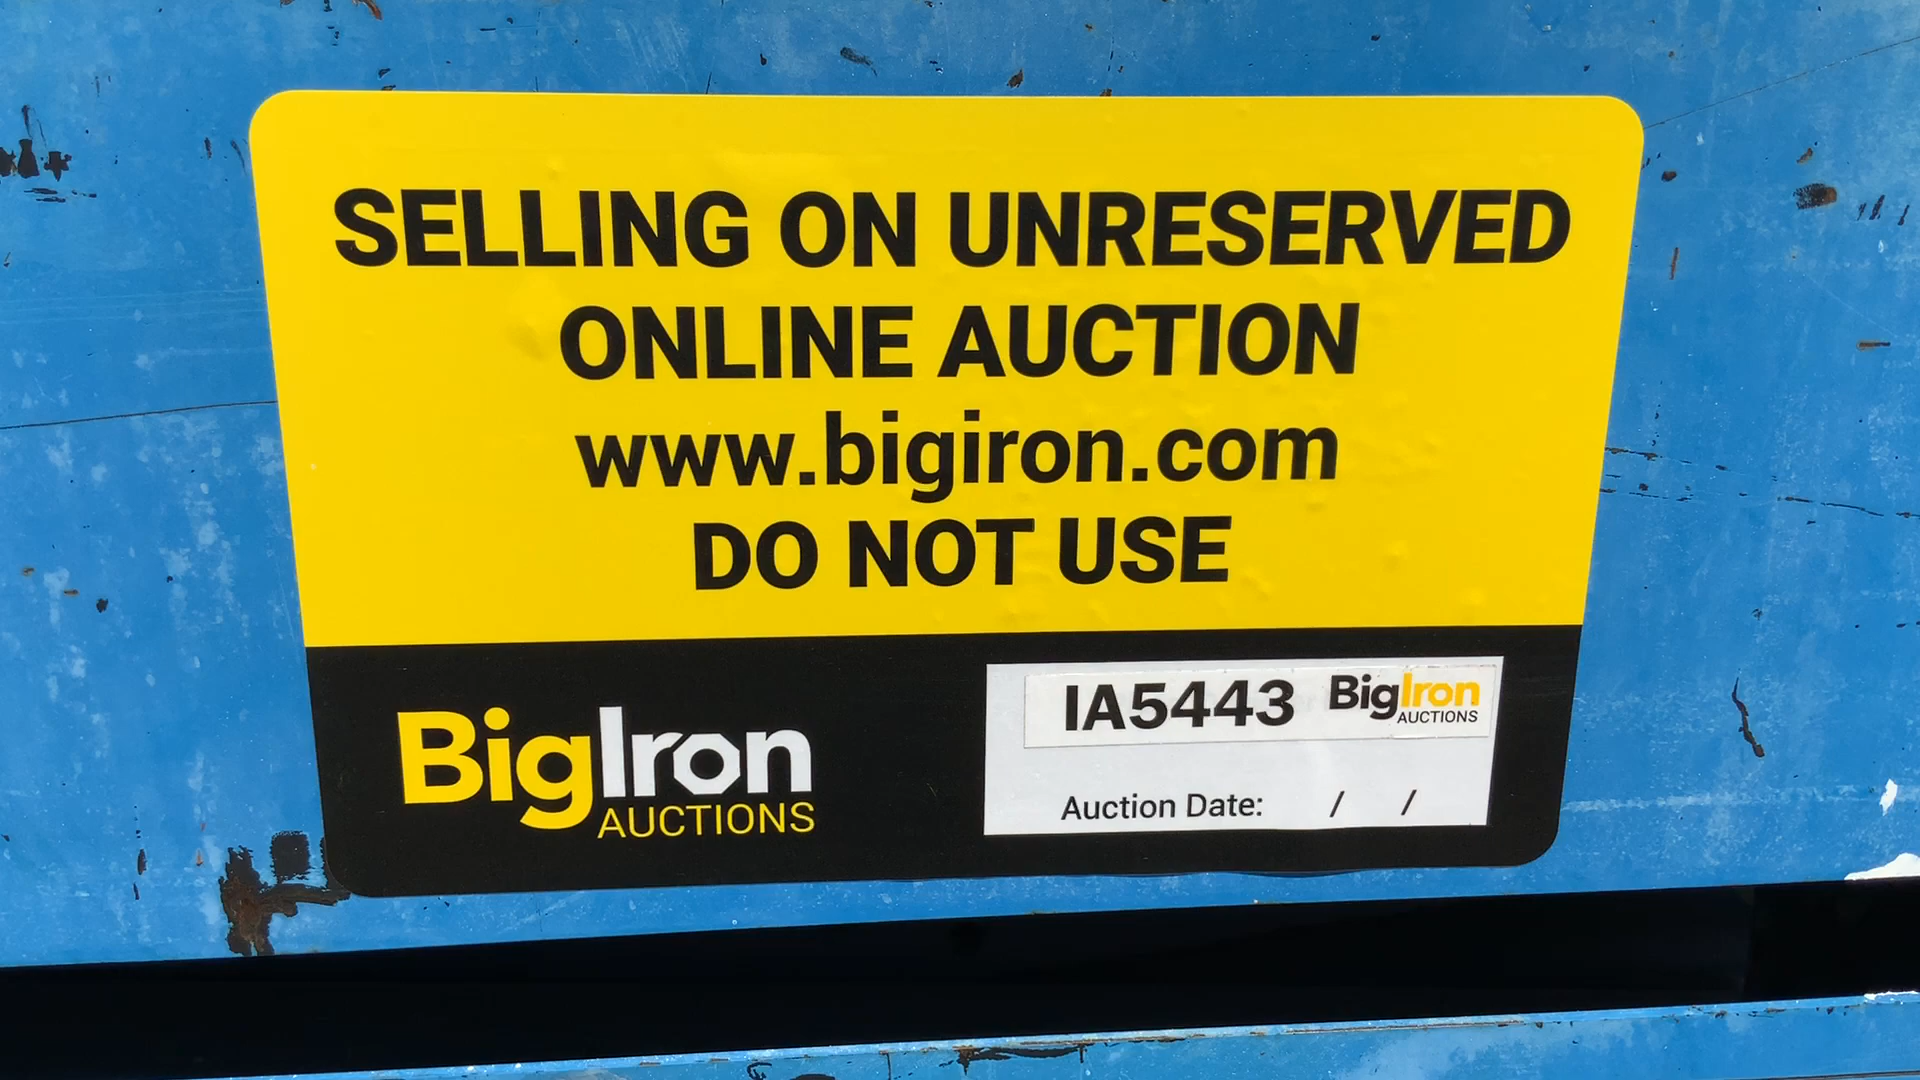 SELLING ON UNRESERVED
ONLINE AUCTION
www.bigiron.com
DO NOT USE
BigIron
AUCTIONS
IA5443 BigIron
AUCTIONS
Auction Date: / /